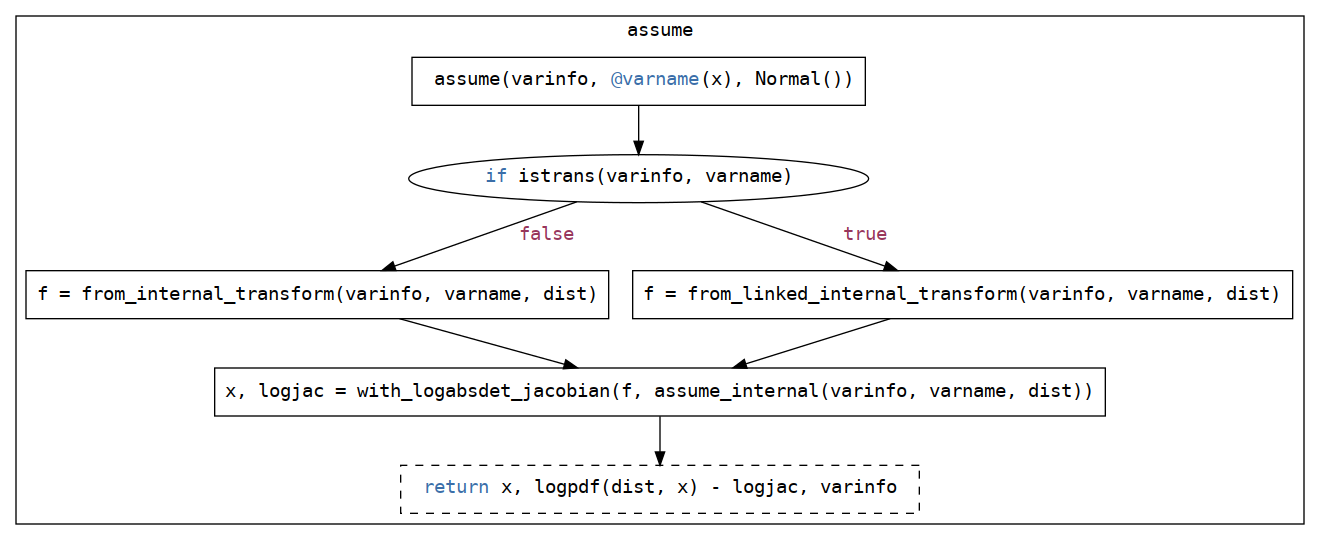 assume
assume(varinfo, @varname(x), Normal())
if istrans(varinfo, varname)
false
true
f = from_internal_transform(varinfo, varname, dist)
f = from_linked_internal_transform(varinfo, varname, dist)
x, logjac = with_logabsdet_jacobian(f, assume_internal(varinfo, varname, dist))
return x, logpdf(dist, x) - logjac, varinfo